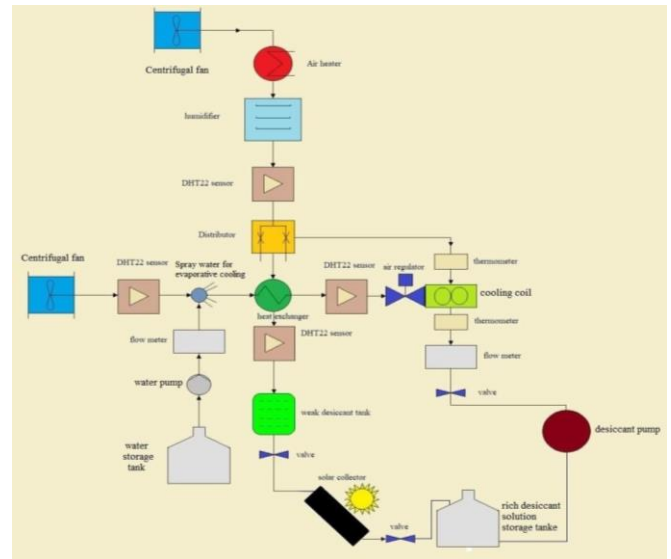 Centrifugal fan
Air heater
humidifier
DHT22 sensor
Distributor
Centrifugal fan
DHT22 sensor
Spray water for
evaporative cooling
DHT22 sensor
air regulator
thermometer
cooling coil
heat exchanger
thermometer
DHT22 sensor
flow meter
flow meter
water pump
valve
weak desiccant tank
desiccant pump
water
storage
tank
valve
solar collector
valve
rich desiccant
solution
storage tanke